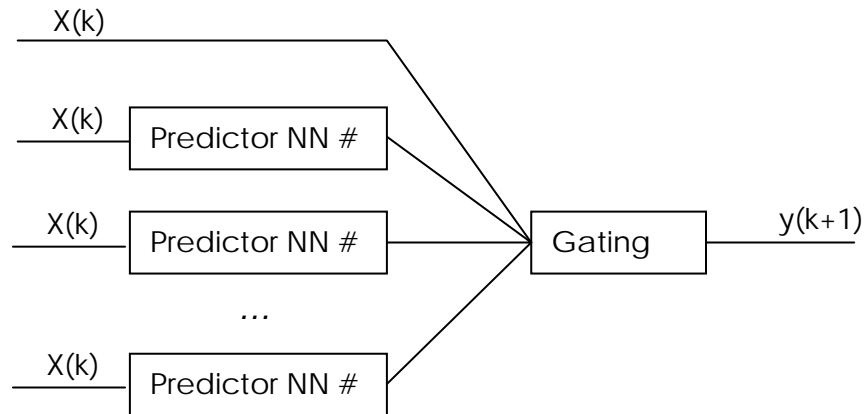 X(k)
X(k)
Predictor NN #
X(k)
Predictor NN #
Gating
y(k+1)
...
X(k)
Predictor NN #